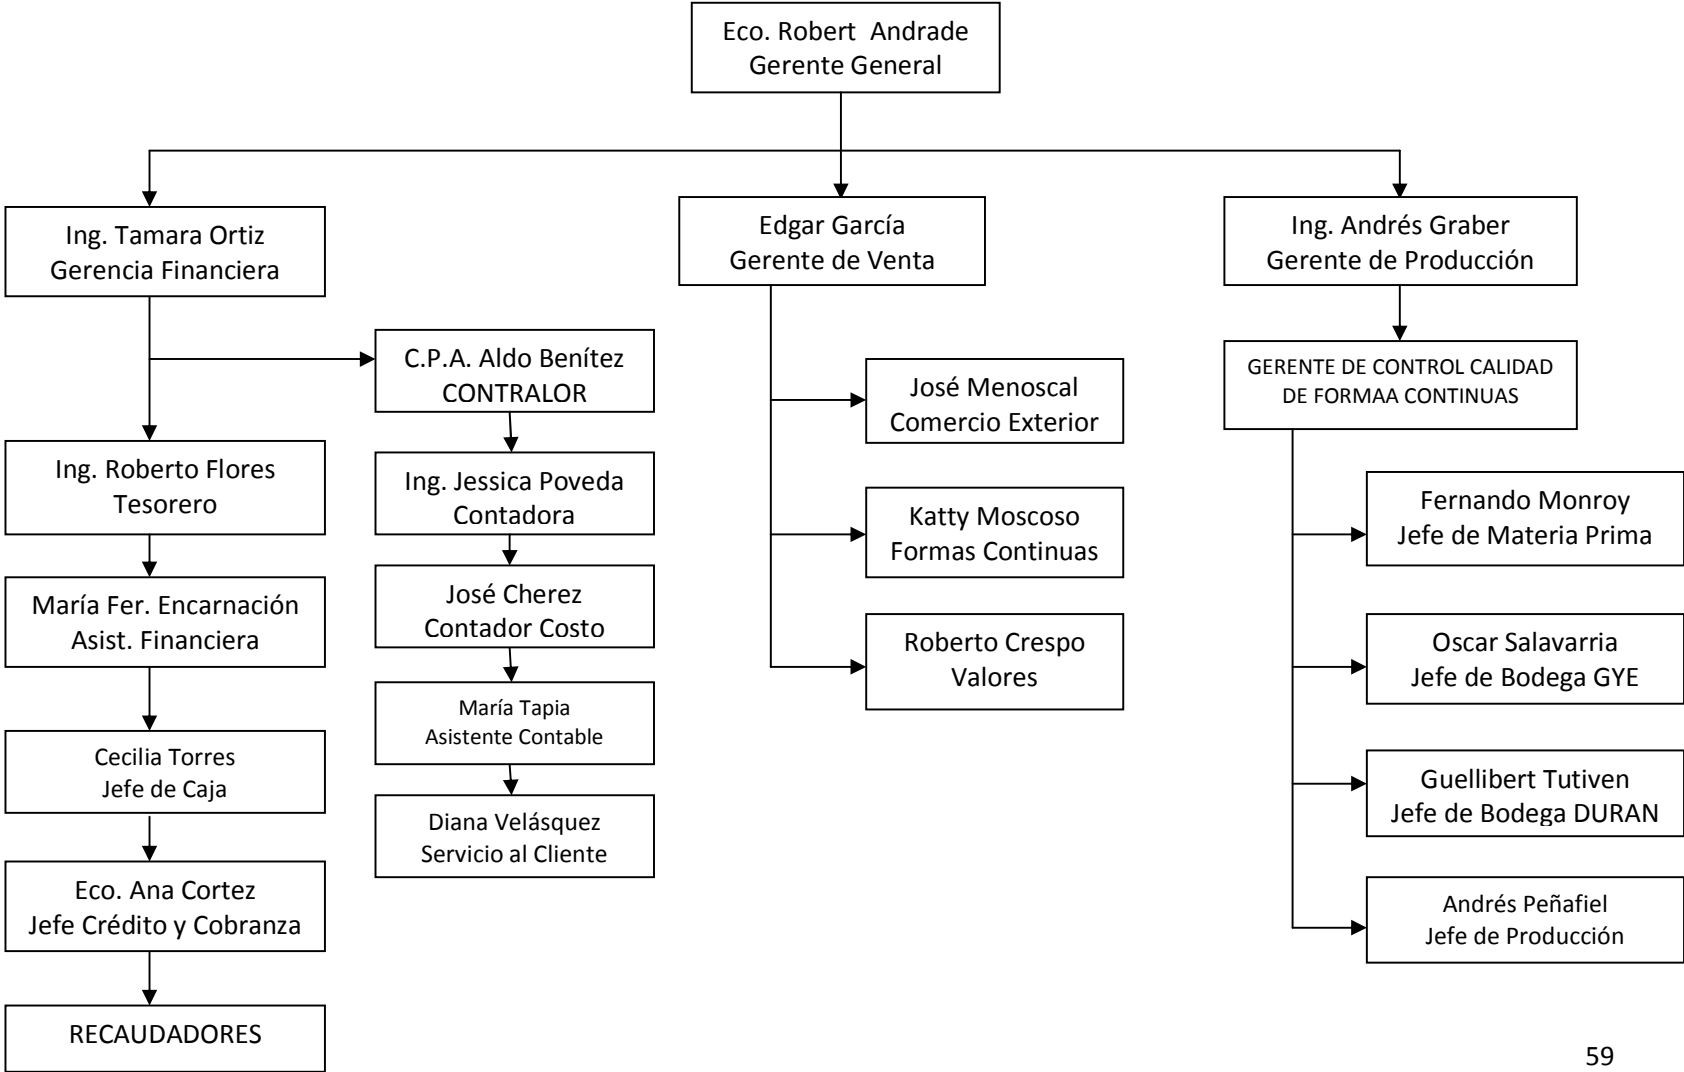 Eco. Robert Andrade
Gerente General
Ing. Tamara Ortiz
Gerencia Financiera
Edgar García
Gerente de Venta
Ing. Andrés Graber
Gerente de Producción
C.P.A. Aldo Benítez
CONTRALOR
GERENTE DE CONTROL CALIDAD
DE FORMAA CONTINUAS
José Menoscal
Comercio Exterior
Ing. Roberto Flores
Tesorero
Ing. Jessica Poveda
Contadora
Katty Moscoso
Formas Continuas
Fernando Monroy
Jefe de Materia Prima
María Fer. Encarnación
Asist. Financiera
José Cherez
Contador Costo
Roberto Crespo
Valores
Oscar Salavarria
Jefe de Bodega GYE
María Tapia
Asistente Contable
Cecilia Torres
Jefe de Caja
Guellibert Tutiven
Jefe de Bodega DURAN
Diana Velásquez
Servicio al Cliente
Eco. Ana Cortez
Jefe Crédito y Cobranza
Andrés Peñafiel
Jefe de Producción
RECAUDADORES
59